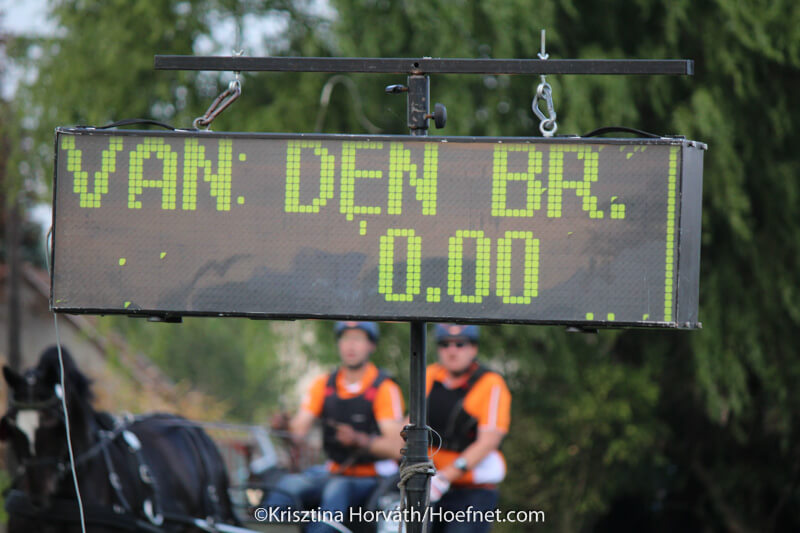 VAN: DEN BR.
0.00
©Krisztina Horváth/Hoefnet.com